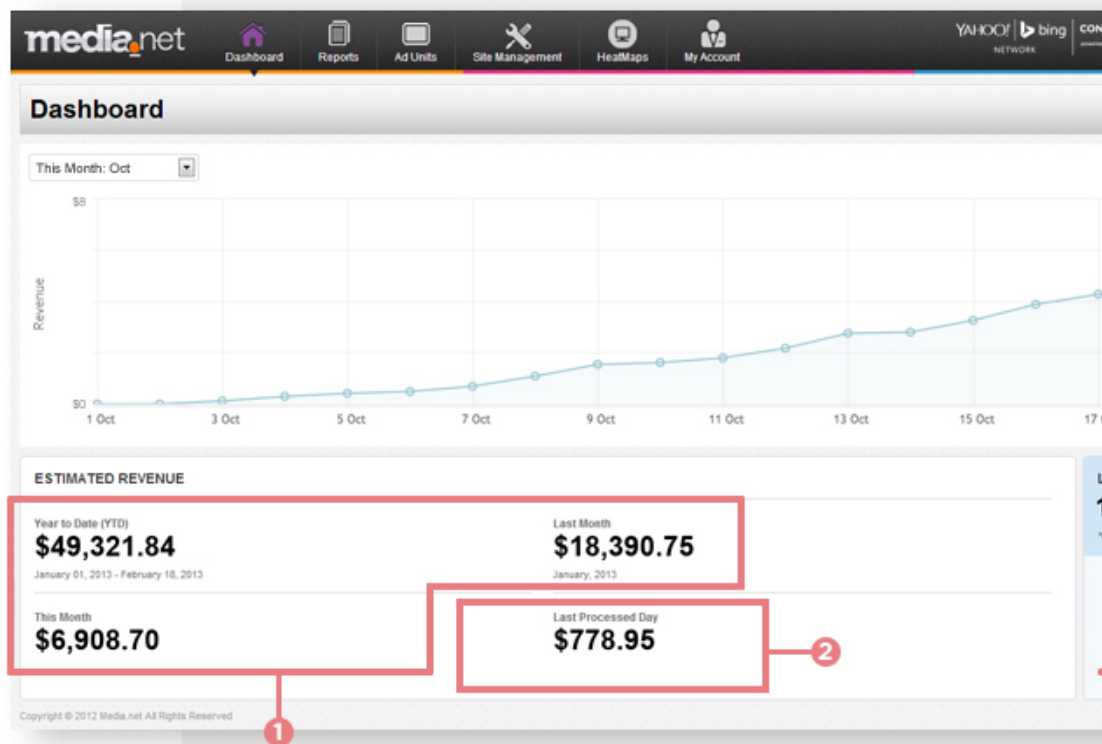 media.net
Dashboard Reports Ad Units Site Management HeatMaps My Account
YAHOO! bing
NETWORK
Dashboard
This Month: Oct
$8
Revenue
$0
1 Oct 3 Oct 5 Oct 7 Oct 9 Oct 11 Oct 13 Oct 15 Oct 17
ESTIMATED REVENUE
Year to Date (YTD) Last Month
$49,321.84 $18,390.75
January 01, 2013 - February 18, 2013 January, 2013
This Month Last Processed Day
$6,908.70 $778.95
2
Copyright © 2012 Media.net All Rights Reserved
1